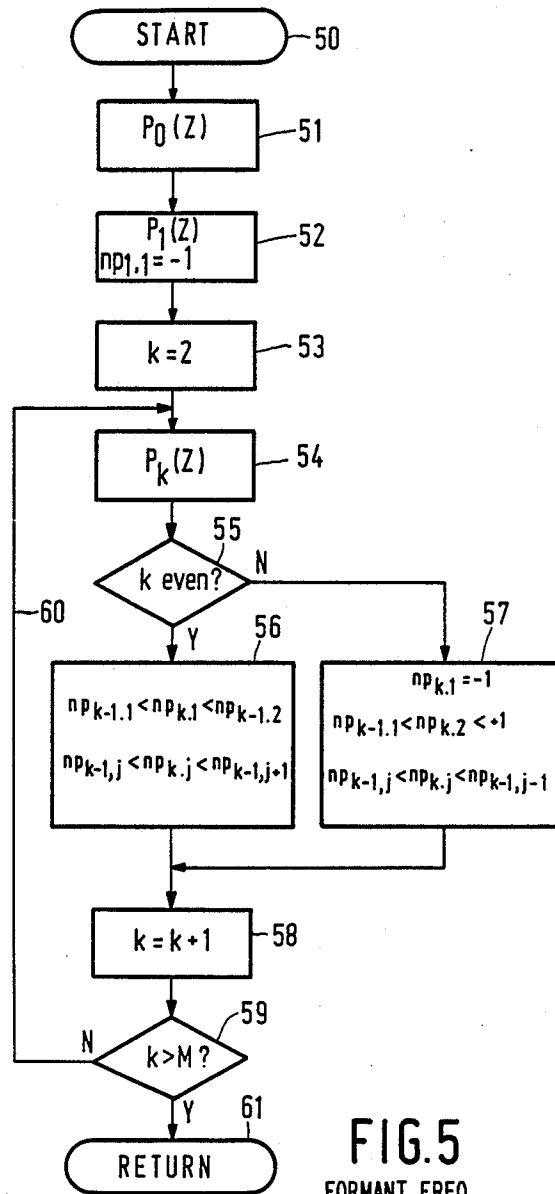 START
50
P0(Z)
51
P1(Z)
np1.1 = -1
52
k = 2
53
Pk(Z)
54
55
k even?
N
Y
60
56
npk-1.1 < npk.1 < npk-1.2
npk-1,j < npk.j < npk-1,j+1
57
npk.1 = -1
npk-1.1 < npk.2 < +1
npk-1,j < npk.j < npk-1,j-1
k = k+1
58
59
k>M?
N
Y
61
RETURN
FIG.5
FORMANT FREQ